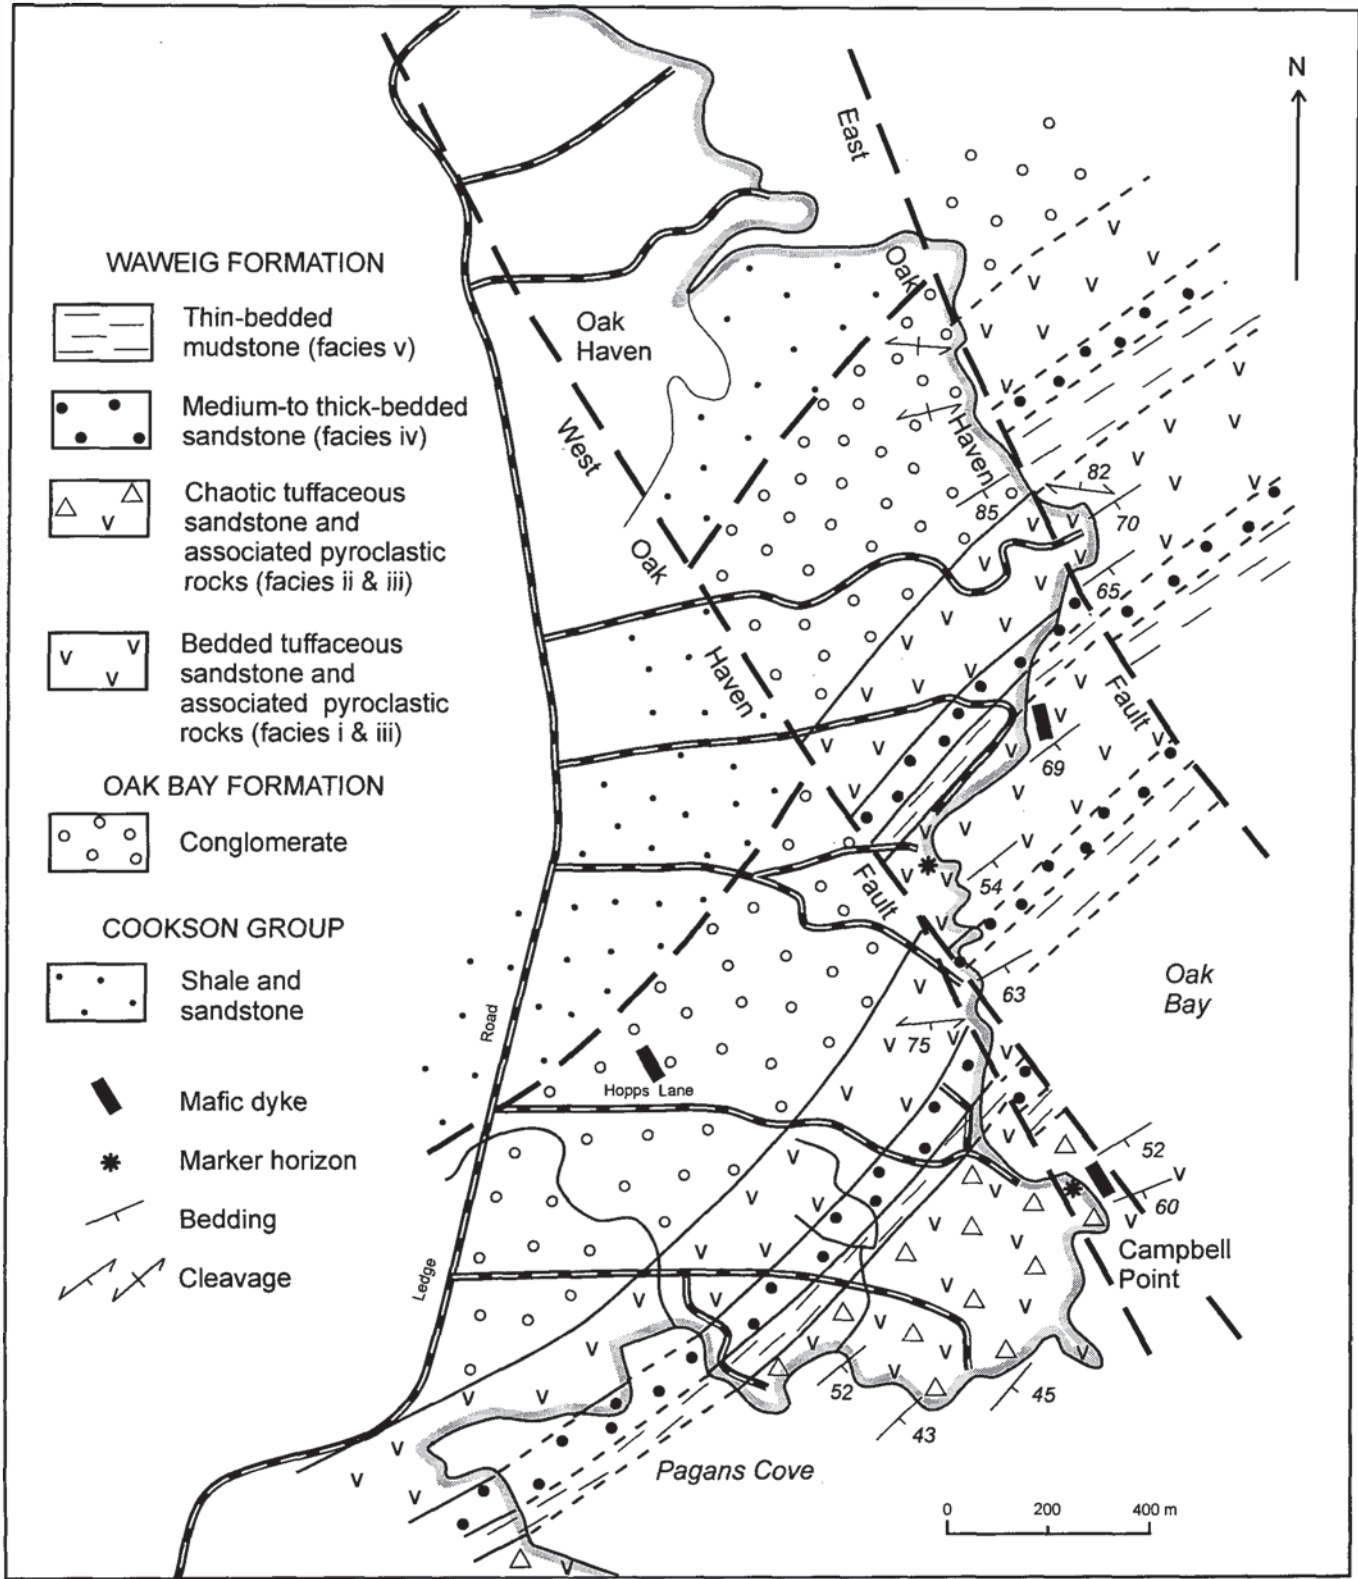 N
East
Oak
Haven
Fault
WAWEIG FORMATION
Thin-bedded
mudstone (facies v)
Medium-to thick-bedded
sandstone (facies iv)
Chaotic tuffaceous
sandstone and
associated pyroclastic
rocks (facies ii & iii)
Bedded tuffaceous
sandstone and
associated pyroclastic
rocks (facies i & iii)
OAK BAY FORMATION
Conglomerate
COOKSON GROUP
Shale and
sandstone
Mafic dyke
Marker horizon
Bedding
Cleavage
Oak
Haven
West
Oak
Haven
Fault
82
85
70
65
69
54
63
75
52
60
52
45
43
Oak
Bay
Road
Ledge
Hopps Lane
Campbell
Point
Pagans Cove
0 200 400 m